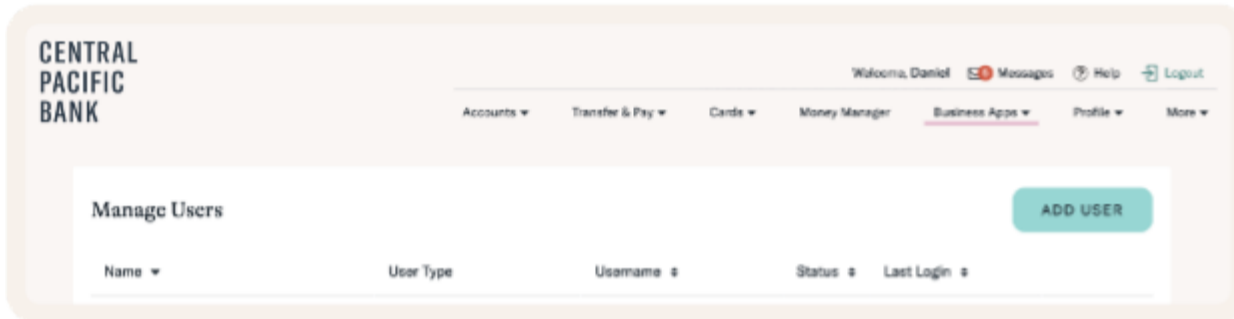 CENTRAL
PACIFIC
BANK
Welcome, Daniel Messages Help Logout
Accounts Transfer & Pay Cards Money Manager Business Apps Profile More
Manage Users ADD USER
Name User Type Username Status Last Login